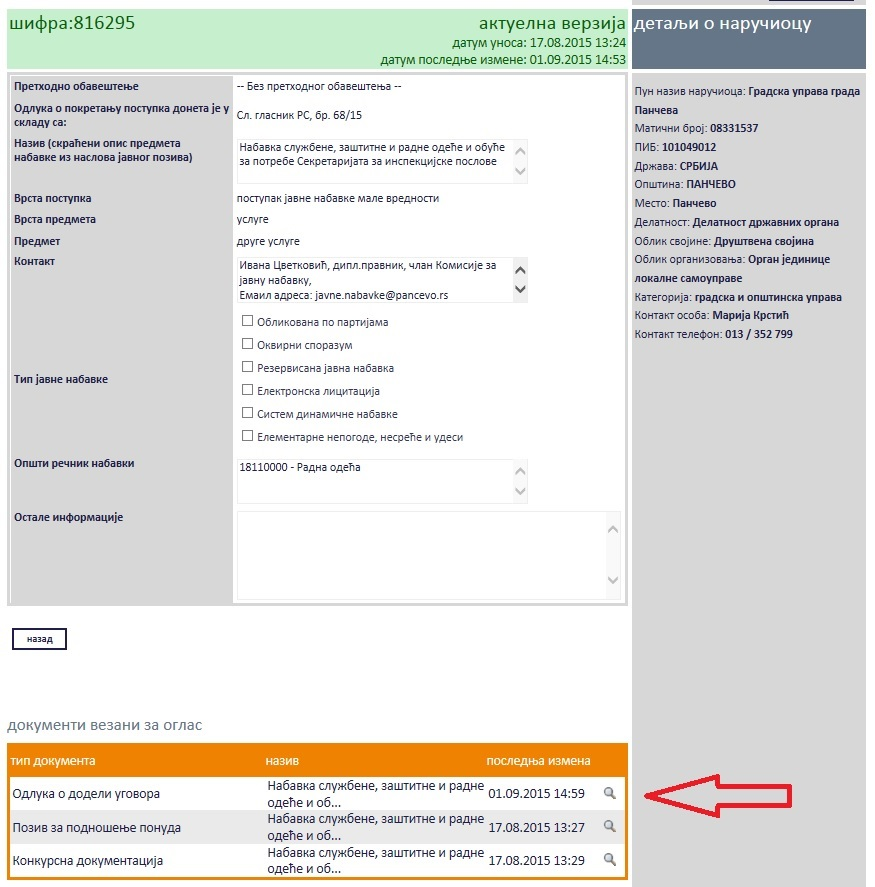 шифра:816295
актуелна верзија
датум уноса: 17.08.2015 13:24
датум последње измене: 01.09.2015 14:53
Претходно обавештење
-- Без претходног обавештења --
Одлука о покретању поступка донета је у
складу са:
Сл. гласник РС, бр. 68/15
Назив (скраћени опис предмета
набавке из наслова јавног позива)
Набавка службене, заштитне и радне одеће и обуће
за потребе Секретаријата за инспекцијске послове
Врста поступка
поступак јавне набавке мале вредности
Врста предмета
услуге
Предмет
друге услуге
Контакт
Ивана Цветковић, дипл.правник, члан Комисије за
јавну набавку,
Емаил адреса: javne.nabavke@pancevo.rs
Тип јавне набавке
Обликована по партијама
Оквирни споразум
Резервисана јавна набавка
Електронска лицитација
Систем динамичне набавке
Елементарне непогоде, несреће и удеси
Општи речник набавки
18110000 - Радна одећа
Остале информације
назад
документи везани за оглас
тип документа назив последња измена
Одлука о додели уговора
Набавка службене, заштитне и радне
одеће и об...
01.09.2015 14:59
Позив за подношење понуда
Набавка службене, заштитне и радне
одеће и об...
17.08.2015 13:27
Конкурсна документација
Набавка службене, заштитне и радне
одеће и об...
17.08.2015 13:29
детаљи о наручиоцу
Пун назив наручиоца: Градска управа града
Панчева
Матични број: 08331537
ПИБ: 101049012
Држава: СРБИЈА
Општина: ПАНЧЕВО
Место: Панчево
Делатност: Делатност државних органа
Облик својине: Друштвена својина
Облик организовања: Орган јединице
локалне самоуправе
Категорија: градска и општинска управа
Контакт особа: Марија Крстић
Контакт телефон: 013 / 352 799